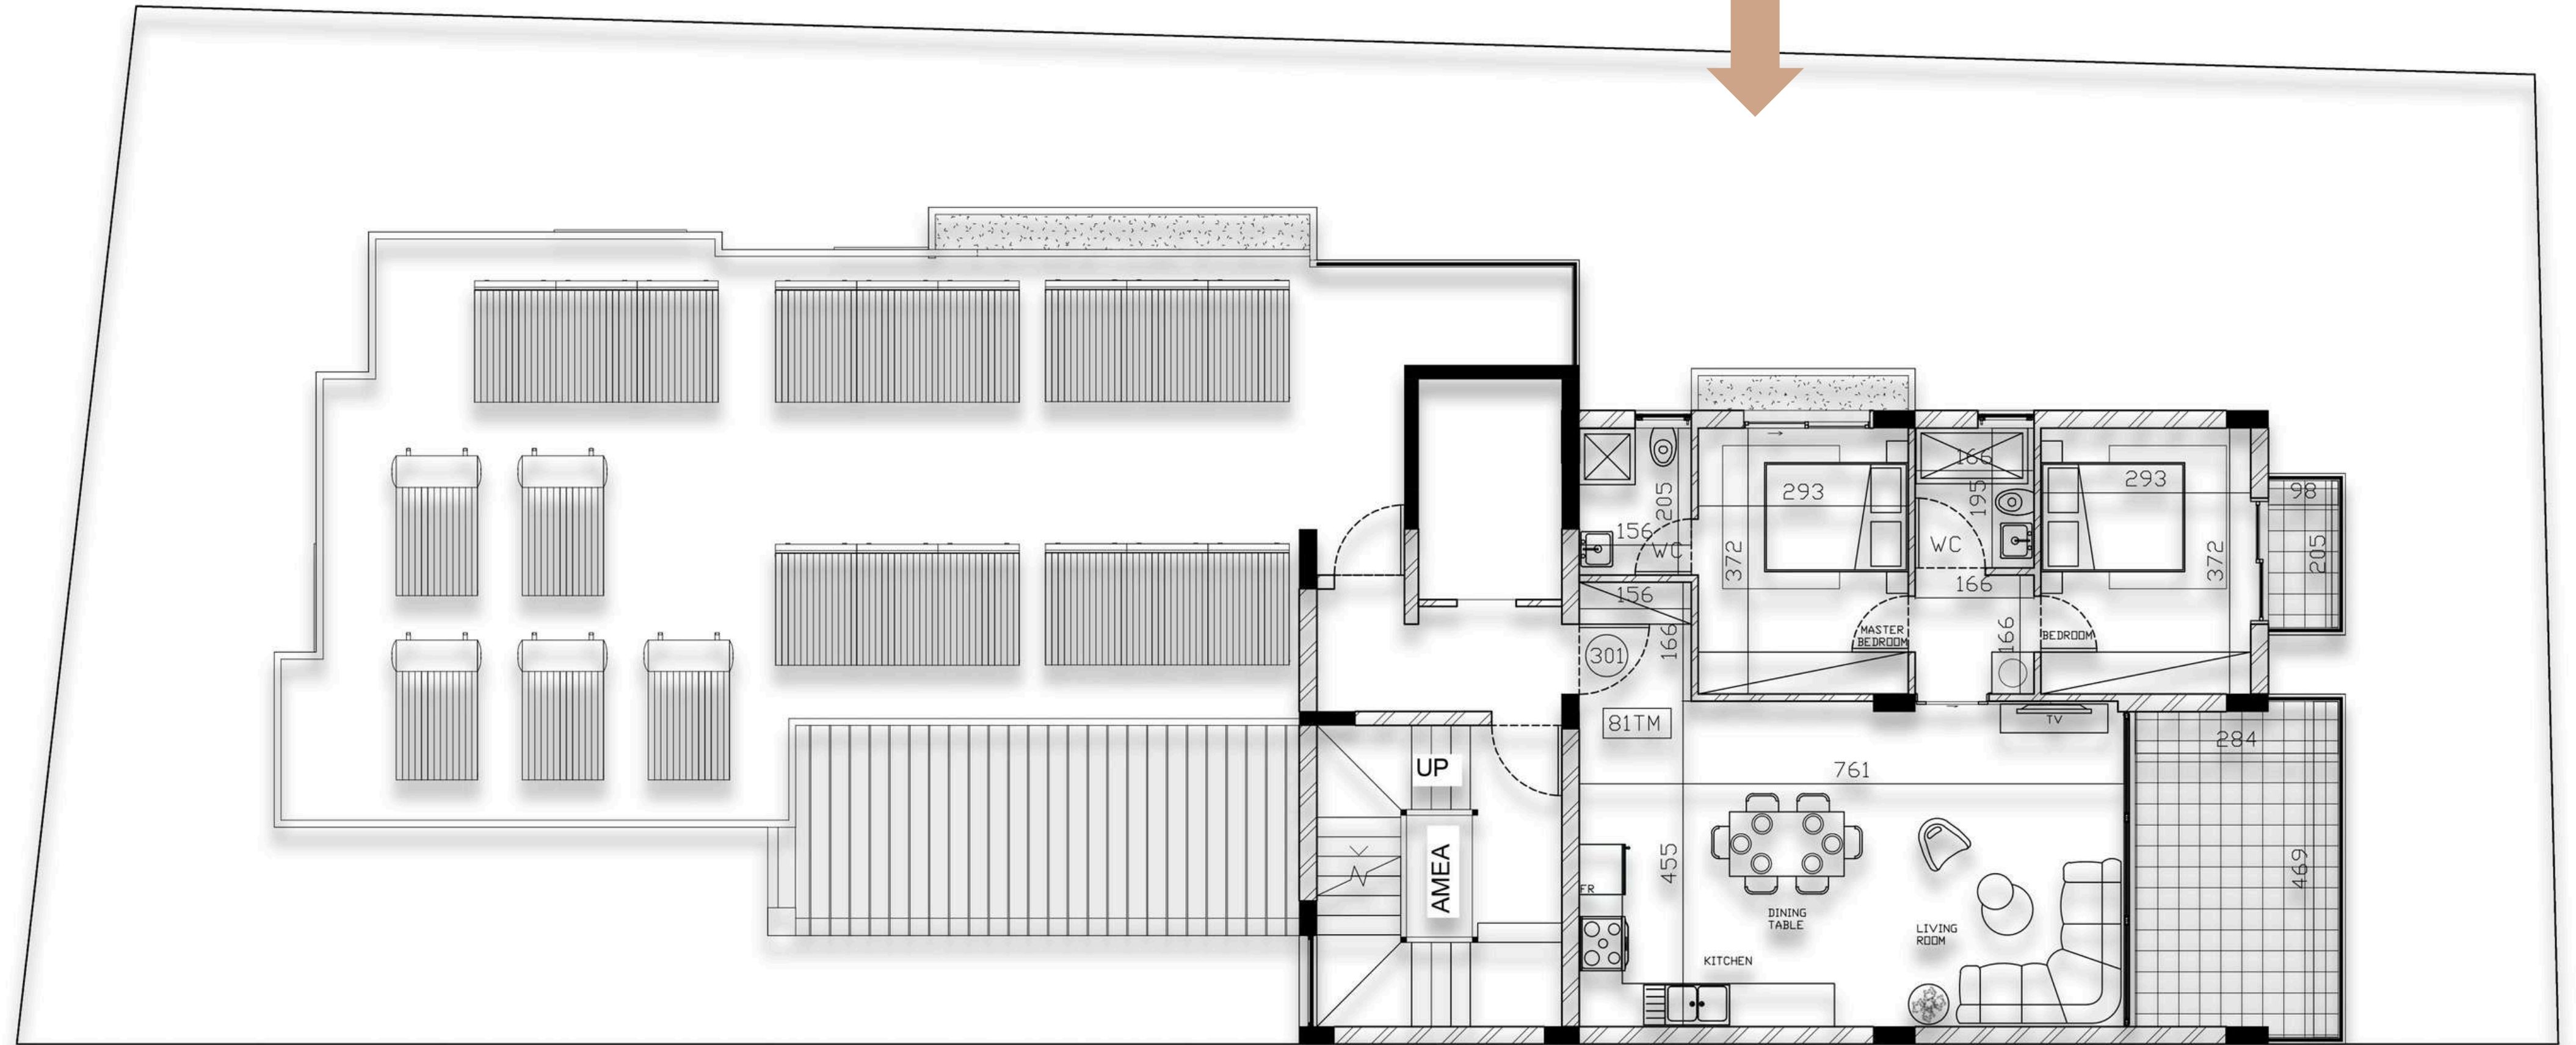 166
293
293
98
195
205
156
WC
WC
372
372
205
166
156
166
MASTER
BEDROOM
166
BEDROOM
301
81TM
TV
284
UP
761
AMEA
455
469
FR
DINING
TABLE
LIVING
ROOM
KITCHEN